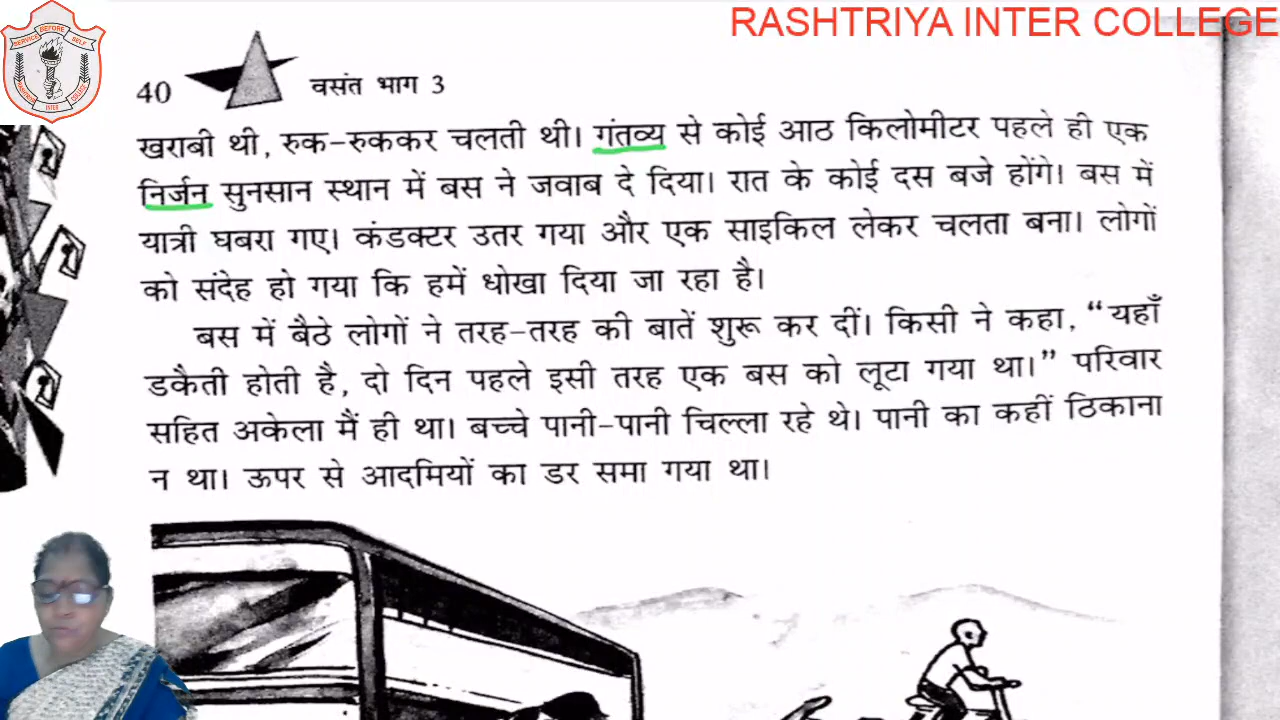 RASHTRIYA INTER COLLEGE
SERVICE BEFORE SELF
40 वसंत भाग 3
खराबी थी, रुक-रुककर चलती थी। गंतव्य से कोई आठ किलोमीटर पहले ही एक
निर्जन सुनसान स्थान में बस ने जवाब दे दिया। रात के कोई दस बजे होंगे। बस में
यात्री घबरा गए। कंडक्टर उतर गया और एक साइकिल लेकर चलता बना। लोगों
को संदेह हो गया कि हमें धोखा दिया जा रहा है।
बस में बैठे लोगों ने तरह-तरह की बातें शुरू कर दीं। किसी ने कहा, “यहाँ
डकैती होती है, दो दिन पहले इसी तरह एक बस को लूटा गया था।” परिवार
सहित अकेला मैं ही था। बच्चे पानी-पानी चिल्ला रहे थे। पानी का कहीं ठिकाना
न था। ऊपर से आदमियों का डर समा गया था।